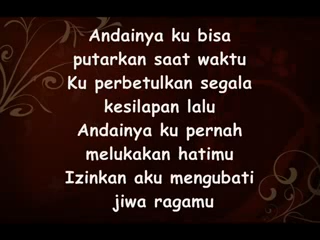 Andainya ku bisa
putarkan saat waktu
Ku perbetulkan segala
kesilapan lalu
Andainya ku pernah
melukakan hatimu
Izinkan aku mengubati
jiwa ragamu